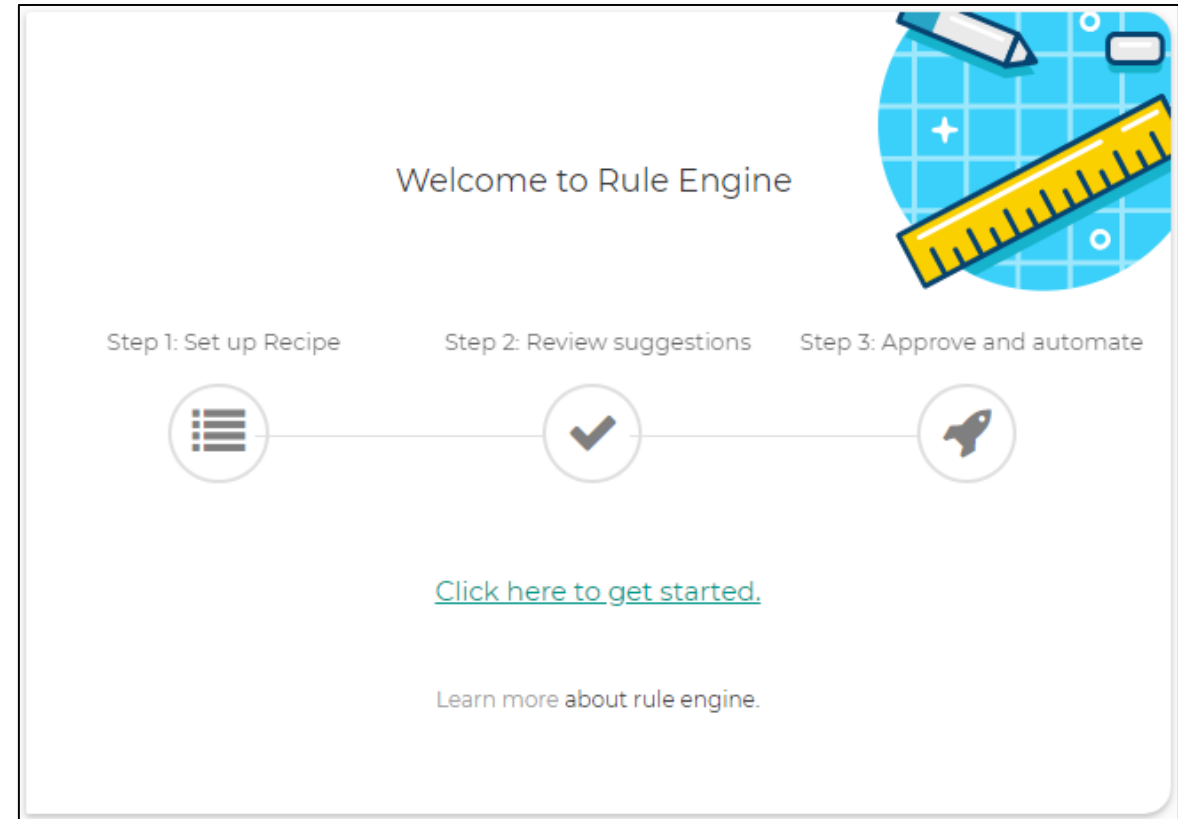 Welcome to Rule Engine
Step 1: Set up Recipe
Step 2: Review suggestions
Step 3: Approve and automate
Click here to get started.
Learn more about rule engine.